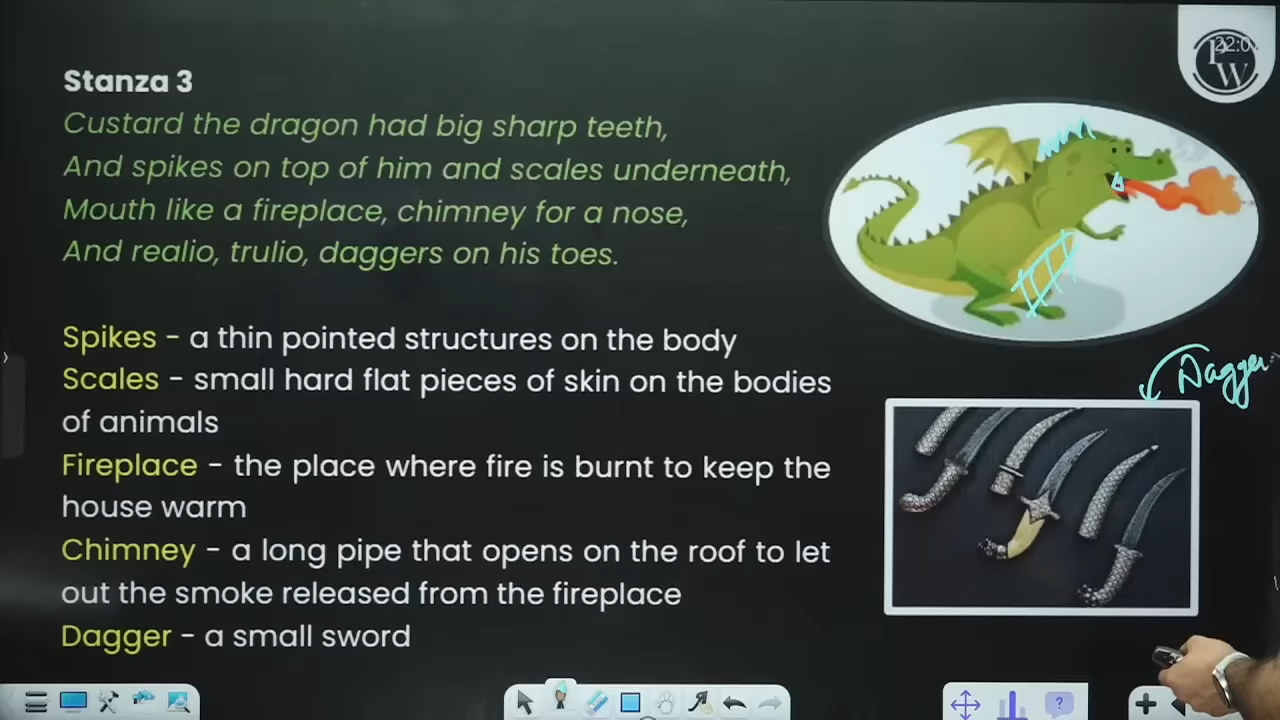 Stanza 3
Custard the dragon had big sharp teeth,
And spikes on top of him and scales underneath,
Mouth like a fireplace, chimney for a nose,
And realio, trulio, daggers on his toes.
Spikes - a thin pointed structures on the body
Scales - small hard flat pieces of skin on the bodies
of animals
Fireplace - the place where fire is burnt to keep the
house warm
Chimney - a long pipe that opens on the roof to let
out the smoke released from the fireplace
Dagger - a small sword
PW
Dagger